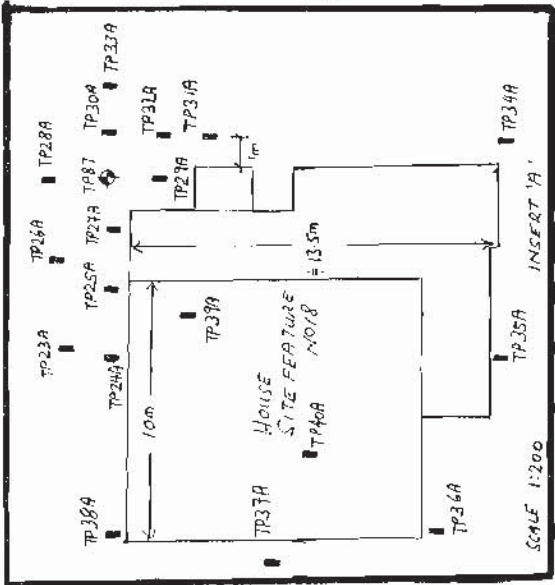 TP33A
TP30A
TP28A
TP87
TP32A
TP31A
TP29A
1m
TP34A
TP27A
TP26A
TP25A
TP23A
TP24A
TP39A
= 13.5m
INSERT 'A'
10m
HOUSE
SITE FEATURE
NO18
TP40A
TP35A
TP38A
TP37A
TP36A
SCALE 1:200